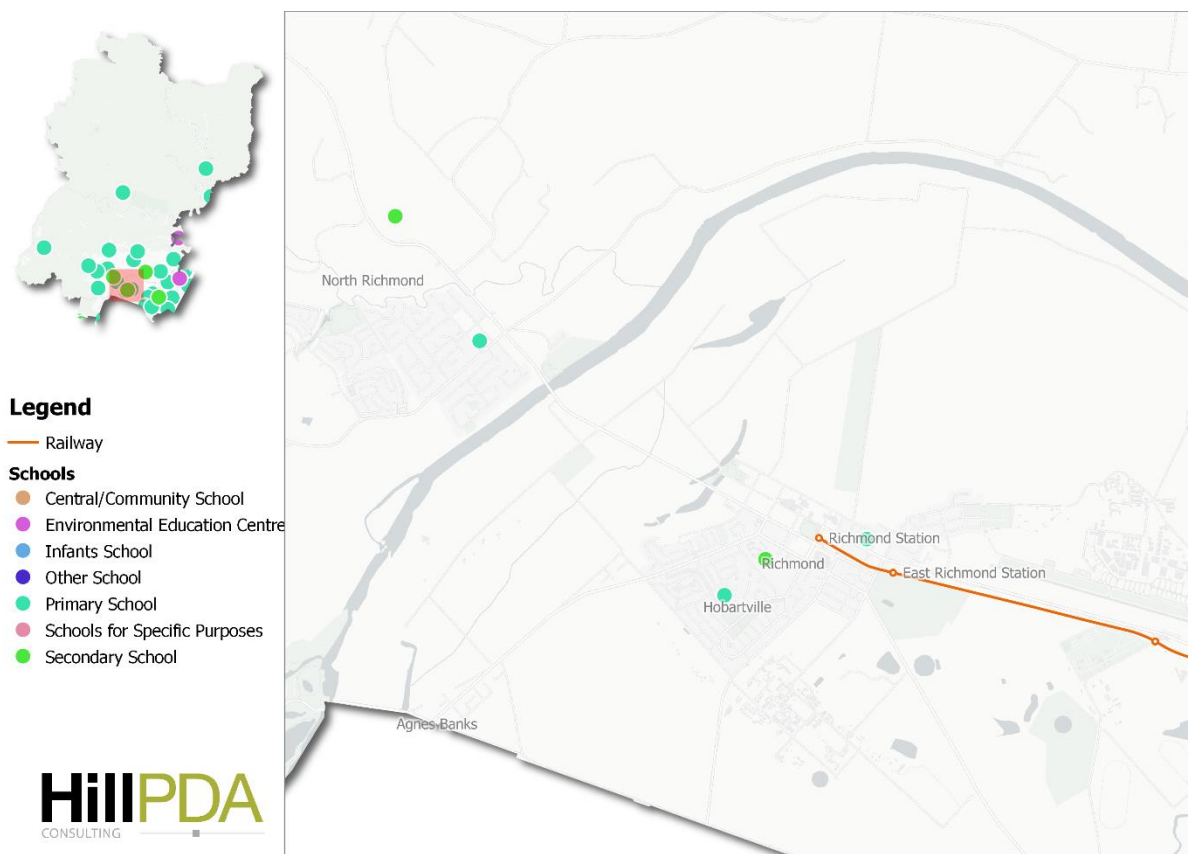 Legend
Railway
Schools
Central/Community School
Environmental Education Centre
Infants School
Other School
Primary School
Schools for Specific Purposes
Secondary School
HillPDA
CONSULTING
North Richmond
Richmond Station
Richmond
East Richmond Station
Hobartville
Agnes Banks